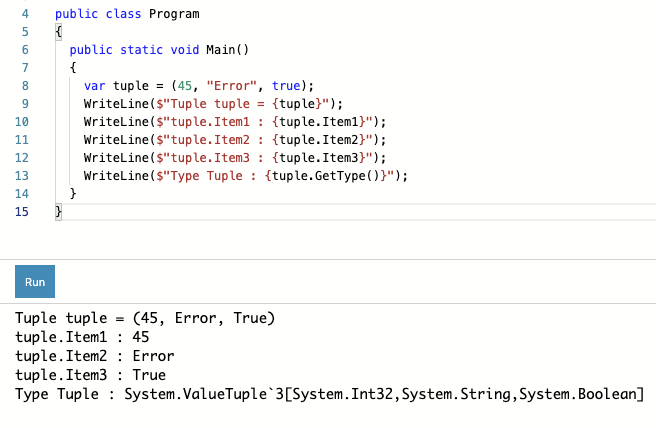 4 public class Program
5 {
6 public static void Main()
7 {
8 var tuple = (45, "Error", true);
9 WriteLine($"Tuple tuple = {tuple}");
10 WriteLine($"tuple.Item1 : {tuple.Item1}");
11 WriteLine($"tuple.Item2 : {tuple.Item2}");
12 WriteLine($"tuple.Item3 : {tuple.Item3}");
13 WriteLine($"Type Tuple : {tuple.GetType()}");
14 }
15 }
Run
Tuple tuple = (45, Error, True)
tuple.Item1 : 45
tuple.Item2 : Error
tuple.Item3 : True
Type Tuple : System.ValueTuple`3[System.Int32,System.String,System.Boolean]